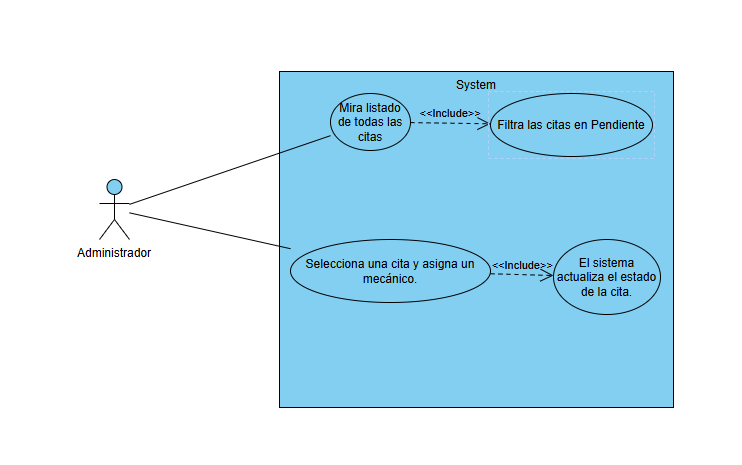 System
Mira listado
de todas las
citas
<<Include>>
Filtra las citas en Pendiente
Administrador
Selecciona una cita y asigna un
mecánico.
<<Include>>
El sistema
actualiza el estado
de la cita.